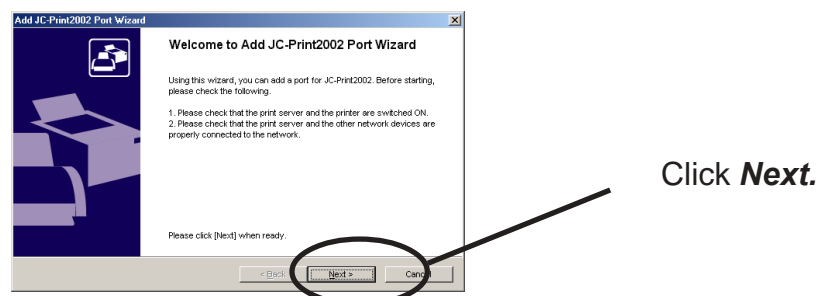 Add JC-Print2002 Port Wizard
Welcome to Add JC-Print2002 Port Wizard
Using this wizard, you can add a port for JC-Print2002. Before starting,
please check the following.
1. Please check that the print server and the printer are switched ON.
2. Please check that the print server and the other network devices are
properly connected to the network.
Please click [Next] when ready.
< Back
Next >
Cancel
Click Next.